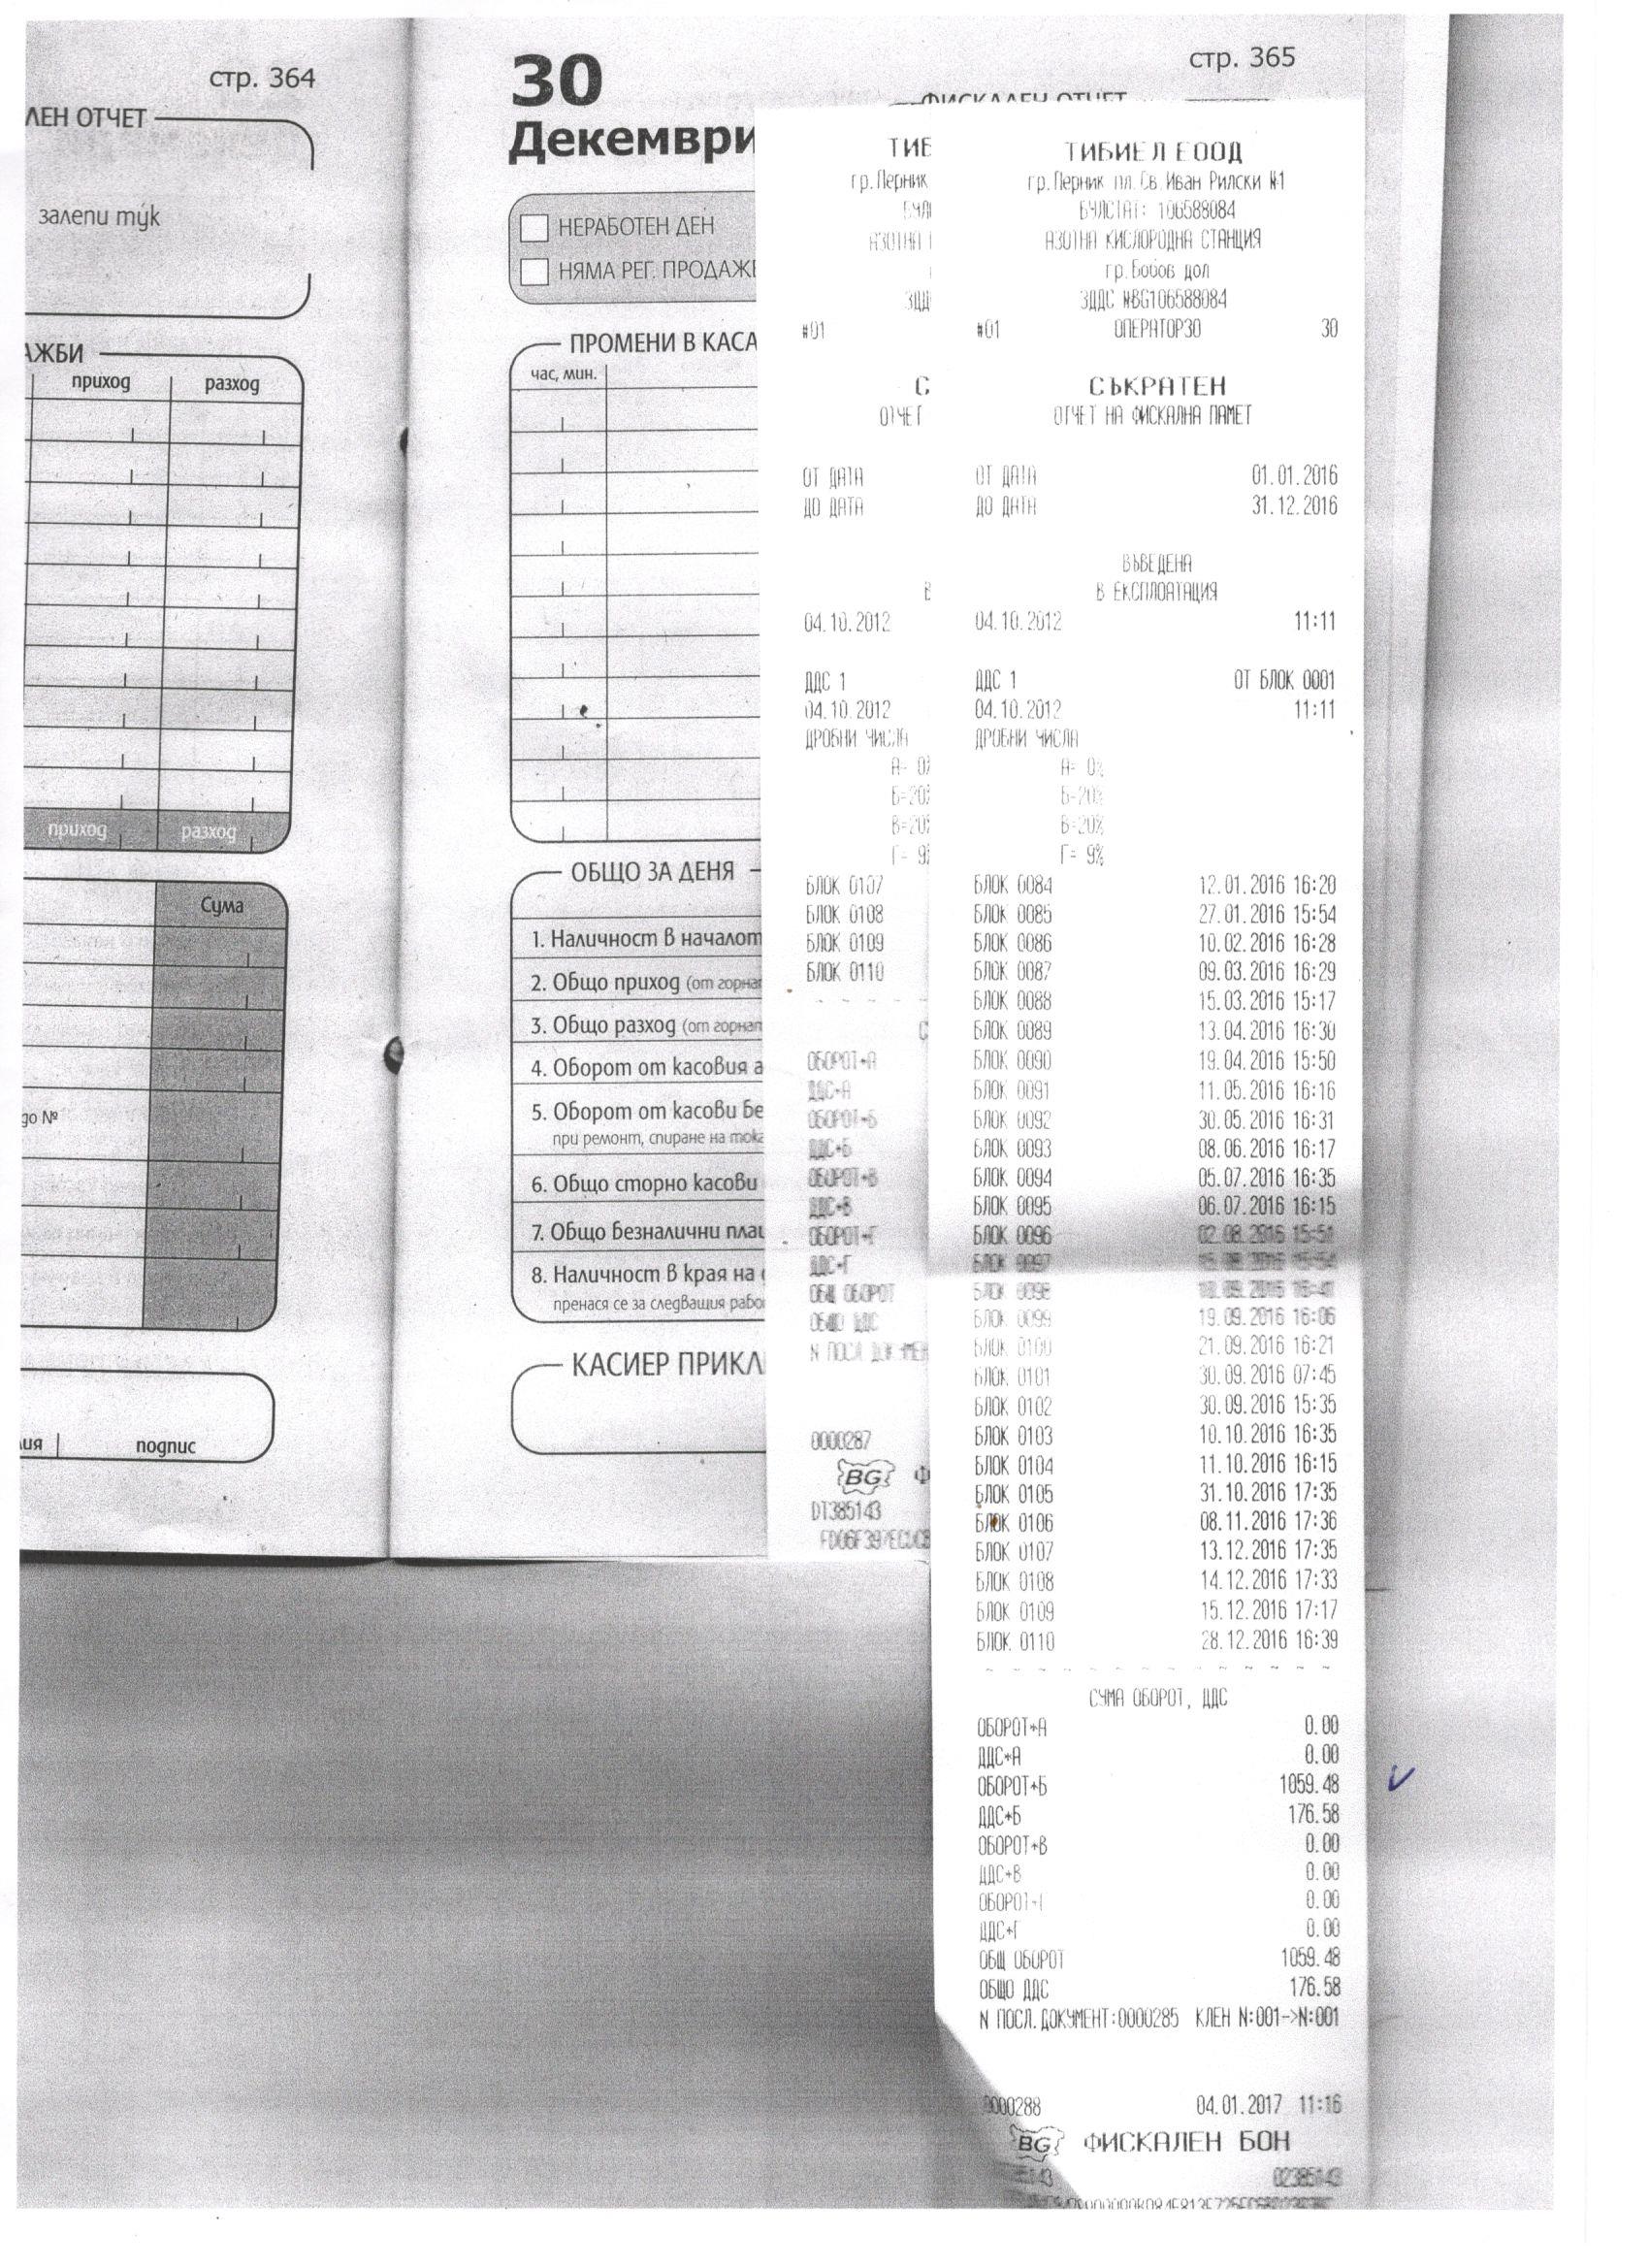 стр. 364
ЛЕН ОТЧЕТ
залепи тук
АЖБИ
приход разход
приход разход
Сума
до №
подпис
стр. 365
30
Декември
ФИСКАЛЕН ОТЧЕТ
НЕРАБОТЕН ДЕН
НЯМА РЕГ. ПРОДАЖБ
ПРОМЕНИ В КАСА
час, мин.
ОБЩО ЗА ДЕНЯ
1. Наличност в началот
2. Общо приход (от горнат
3. Общо разход (от горнат
4. Оборот от касовия а
5. Оборот от касови бе
при ремонт, спиране на тока
6. Общо сторно касови
7. Общо безналични плащ
8. Наличност в края на
пренася се за следващия рабо
КАСИЕР ПРИКЛ
ТИБ
гр.Перник
#01
ОТЧЕТ
ОТ ДАТА
ДО ДАТА
04.10.2012
ДДС 1
04.10.2012
ДРОБНИ ЧИСЛА
А= 0%
Б=20%
В=20%
Г= 9%
БЛОК 0107
БЛОК 0108
БЛОК 0109
БЛОК 0110
ОБОРОТ+А
ДДС+А
ОБОРОТ+Б
ДДС+Б
ОБОРОТ+В
ДДС+В
ОБОРОТ+Г
ДДС+Г
ОБЩ ОБОРОТ
ОБЩО ДДС
N ПОСЛ.ДОКУМЕН
0000287
BG Ф
DT385143
ТИБИЕЛ ЕООД
гр.Перник пл.Св.Иван Рилски №1
БУЛСТАТ: 106588084
АЗОТНА КИСЛОРОДНА СТАНЦИЯ
гр.Бобов дол
ЗДДС №BG106588084
#01 ОПЕРАТОР30 30
СЪКРАТЕН
ОТЧЕТ НА ФИСКАЛНА ПАМЕТ
ОТ ДАТА 01.01.2016
ДО ДАТА 31.12.2016
ВЪВЕДЕНА
В ЕКСПЛОАТАЦИЯ
04.10.2012 11:11
ДДС 1 ОТ БЛОК 0001
04.10.2012 11:11
ДРОБНИ ЧИСЛА
А= 0%
Б=20%
В=20%
Г= 9%
БЛОК 0084 12.01.2016 16:20
БЛОК 0085 27.01.2016 15:54
БЛОК 0086 10.02.2016 16:28
БЛОК 0087 09.03.2016 16:29
БЛОК 0088 15.03.2016 15:17
БЛОК 0089 13.04.2016 16:30
БЛОК 0090 19.04.2016 15:50
БЛОК 0091 11.05.2016 16:16
БЛОК 0092 30.05.2016 16:31
БЛОК 0093 08.06.2016 16:17
БЛОК 0094 05.07.2016 16:35
БЛОК 0095 06.07.2016 16:15
БЛОК 0096 02.08.2016 15:51
БЛОК 0097
БЛОК 0098
БЛОК 0099 19.09.2016 16:06
БЛОК 0100 21.09.2016 16:21
БЛОК 0101 30.09.2016 07:45
БЛОК 0102 30.09.2016 15:35
БЛОК 0103 10.10.2016 16:35
БЛОК 0104 11.10.2016 16:15
БЛОК 0105 31.10.2016 17:35
БЛОК 0106 08.11.2016 17:36
БЛОК 0107 13.12.2016 17:35
БЛОК 0108 14.12.2016 17:33
БЛОК 0109 15.12.2016 17:17
БЛОК 0110 28.12.2016 16:39
СУМА ОБОРОТ, ДДС
ОБОРОТ+А 0.00
ДДС+А 0.00
ОБОРОТ+Б 1059.48
ДДС+Б 176.58
ОБОРОТ+В 0.00
ДДС+В 0.00
ОБОРОТ+Г 0.00
ДДС+Г 0.00
ОБЩ ОБОРОТ 1059.48
ОБЩО ДДС 176.58
N ПОСЛ.ДОКУМЕНТ:0000285 КЛЕН N:001->N:001
0000288 04.01.2017 11:16
BG ФИСКАЛЕН БОН
02385143